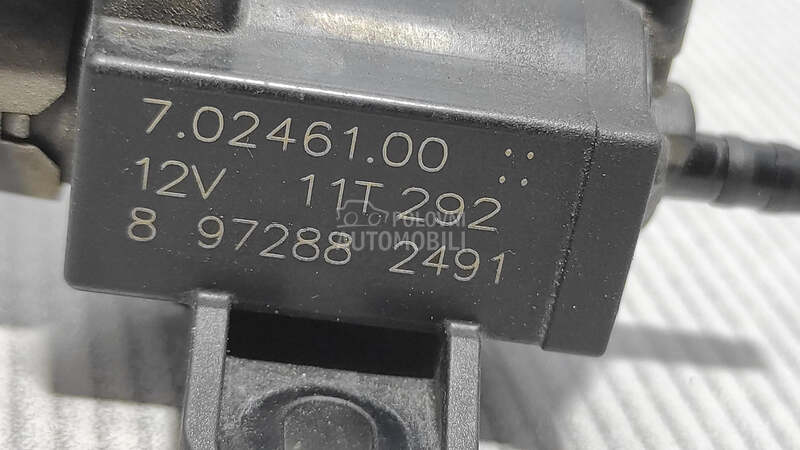 7.02461.00
12V 11T 292
POLOVNI
AUTOMOBILI
8 97288 2491